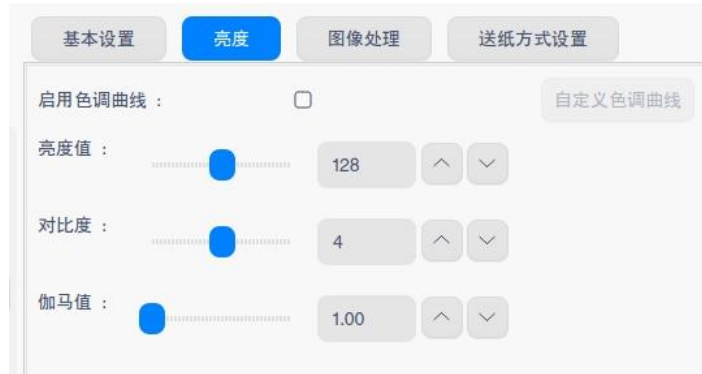 基本设置 亮度 图像处理 送纸方式设置
启用色调曲线： 自定义色调曲线
亮度值： 128
对比度： 4
伽马值： 1.00